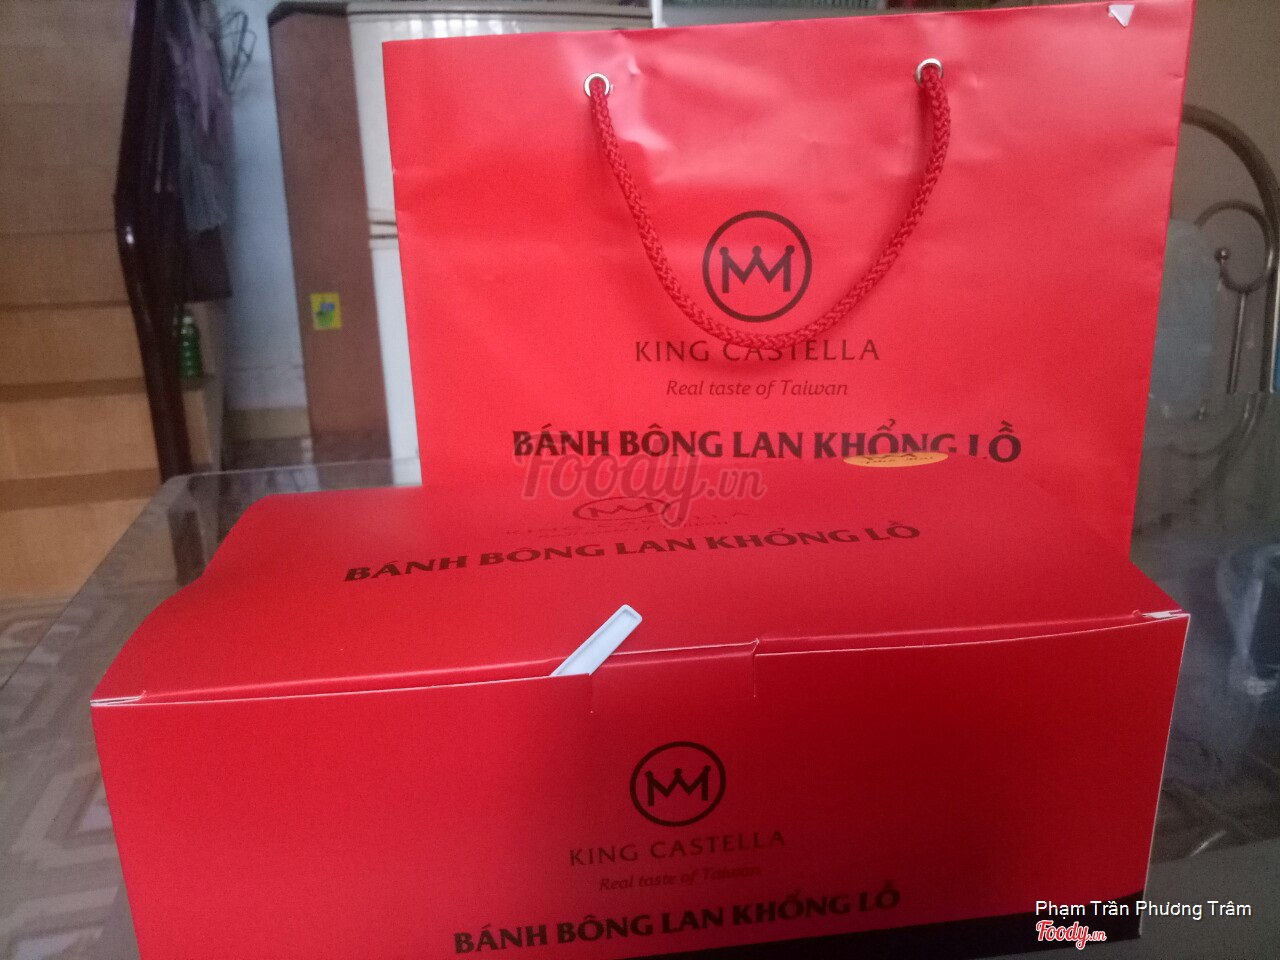 KING CASTELLA
Real taste of Taiwan
BÁNH BÔNG LAN KHỔNG LỒ
Foody.vn
BÁNH BÔNG LAN KHỔNG LỒ
KING CASTELLA
Real taste of Taiwan
BÁNH BÔNG LAN KHỔNG LỒ
Phạm Trần Phương Trâm
Foody.vn